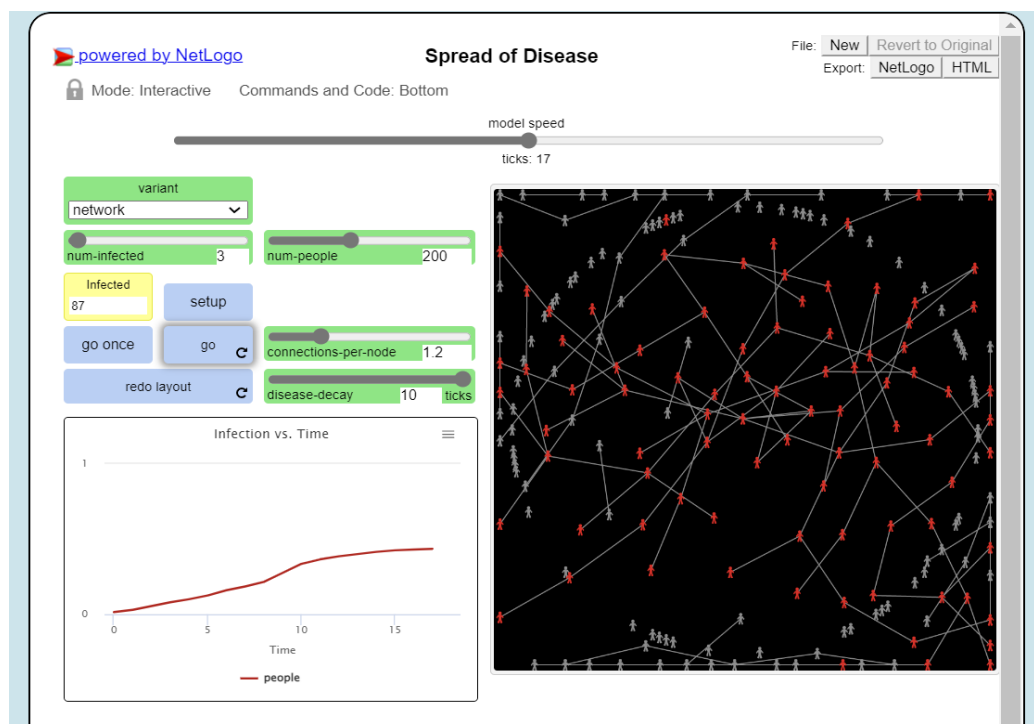 powered by NetLogo
Spread of Disease
File: New Revert to Original
Export: NetLogo HTML
Mode: Interactive Commands and Code: Bottom
model speed
ticks: 17
variant
network
num-infected 3
num-people 200
Infected
87
setup
go once
go
connections-per-node 1.2
redo layout
disease-decay 10 ticks
Infection vs. Time
1
0
0 5 10 15
Time
people